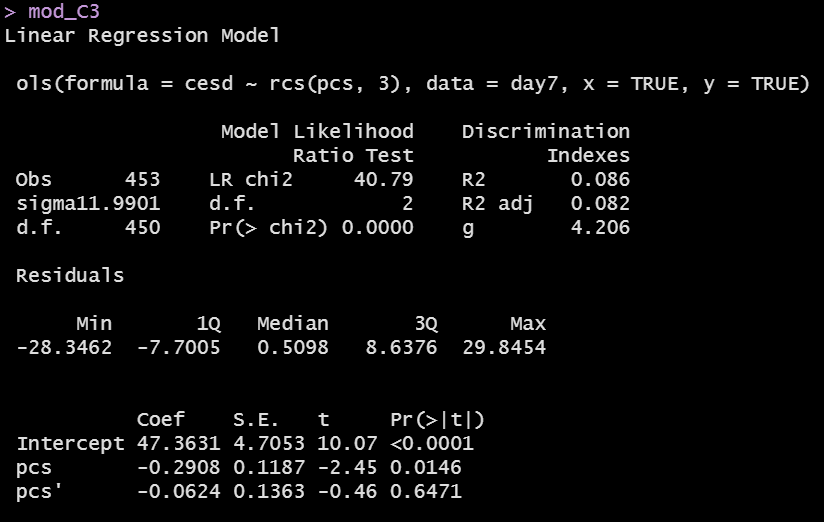 > mod_C3
Linear Regression Model

 ols(formula = cesd ~ rcs(pcs, 3), data = day7, x = TRUE, y = TRUE)

                  Model Likelihood    Discrimination
                        Ratio Test           Indexes
 Obs      453    LR chi2     40.79    R2       0.086
 sigma11.9901    d.f.            2    R2 adj   0.082
 d.f.     450    Pr(> chi2) 0.0000    g        4.206

 Residuals

      Min       1Q   Median       3Q      Max
 -28.3462  -7.7005   0.5098   8.6376  29.8454


           Coef    S.E.   t     Pr(>|t|)
 Intercept 47.3631 4.7053 10.07 <0.0001
 pcs       -0.2908 0.1187 -2.45 0.0146
 pcs'      -0.0624 0.1363 -0.46 0.6471